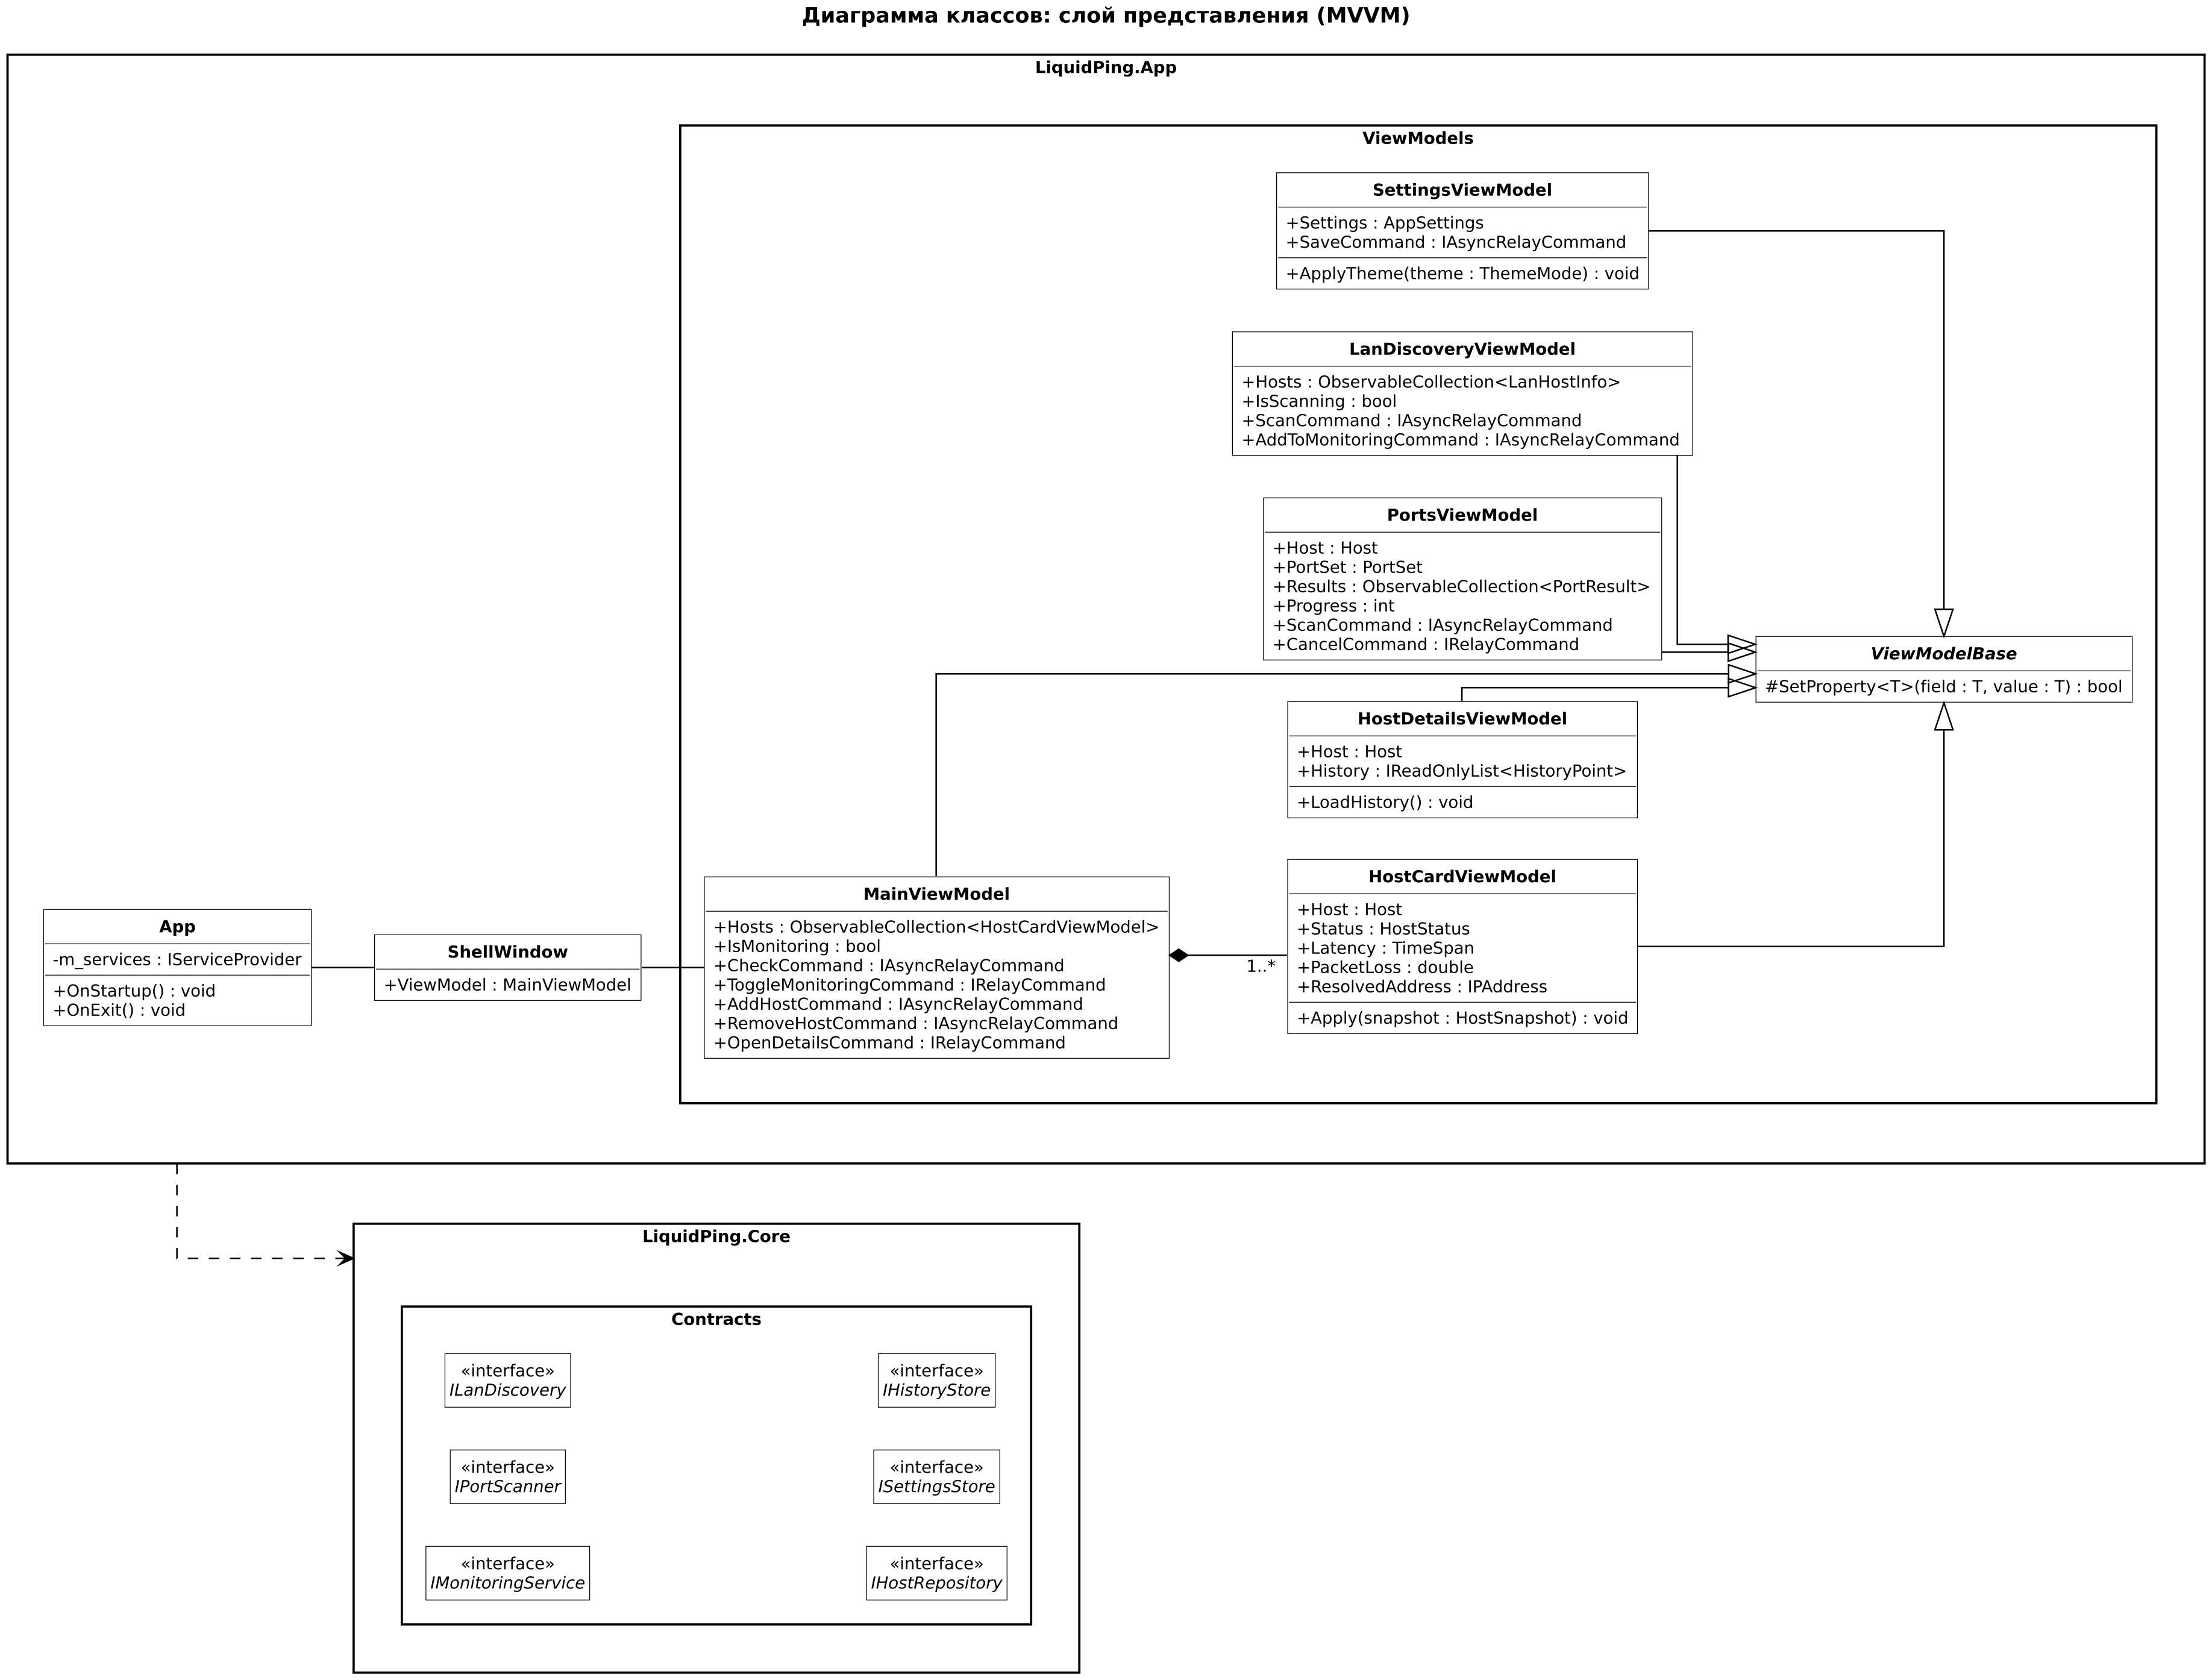 Диаграмма классов: слой представления (MVVM)
LiquidPing.App
ViewModels
SettingsViewModel
+Settings : AppSettings
+SaveCommand : IAsyncRelayCommand
+ApplyTheme(theme : ThemeMode) : void
LanDiscoveryViewModel
+Hosts : ObservableCollection<LanHostInfo>
+IsScanning : bool
+ScanCommand : IAsyncRelayCommand
+AddToMonitoringCommand : IAsyncRelayCommand
PortsViewModel
+Host : Host
+PortSet : PortSet
+Results : ObservableCollection<PortResult>
+Progress : int
+ScanCommand : IAsyncRelayCommand
+CancelCommand : IRelayCommand
ViewModelBase
#SetProperty<T>(field : T, value : T) : bool
HostDetailsViewModel
+Host : Host
+History : IReadOnlyList<HistoryPoint>
+LoadHistory() : void
App
-m_services : IServiceProvider
+OnStartup() : void
+OnExit() : void
ShellWindow
+ViewModel : MainViewModel
MainViewModel
+Hosts : ObservableCollection<HostCardViewModel>
+IsMonitoring : bool
+CheckCommand : IAsyncRelayCommand
+ToggleMonitoringCommand : IRelayCommand
+AddHostCommand : IAsyncRelayCommand
+RemoveHostCommand : IAsyncRelayCommand
+OpenDetailsCommand : IRelayCommand
1..*
HostCardViewModel
+Host : Host
+Status : HostStatus
+Latency : TimeSpan
+PacketLoss : double
+ResolvedAddress : IPAddress
+Apply(snapshot : HostSnapshot) : void
LiquidPing.Core
Contracts
«interface»
ILanDiscovery
«interface»
IHistoryStore
«interface»
IPortScanner
«interface»
ISettingsStore
«interface»
IMonitoringService
«interface»
IHostRepository